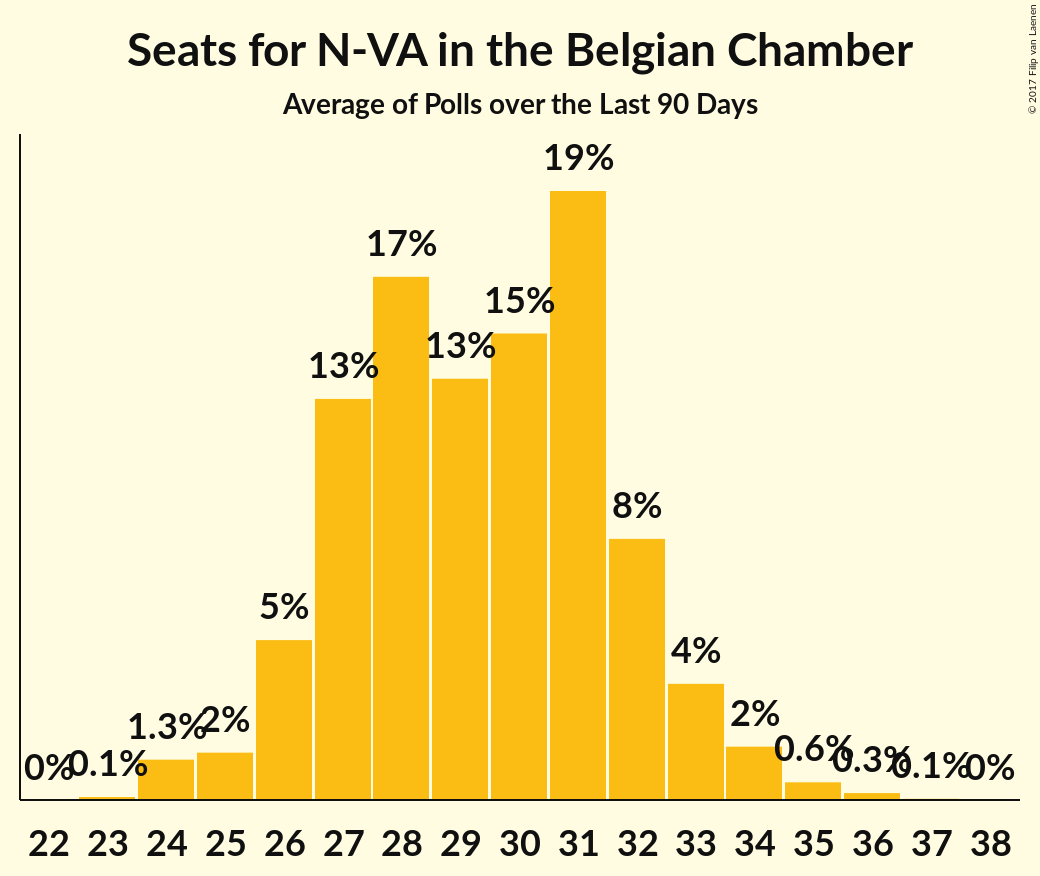 Seats for N-VA in the Belgian Chamber
Average of Polls over the Last 90 Days
© 2017 Filip van Laenen
0% 0.1% 1.3% 2% 5% 13% 17% 13% 15% 19% 8% 4% 2% 0.6% 0.3% 0.1% 0%
22 23 24 25 26 27 28 29 30 31 32 33 34 35 36 37 38